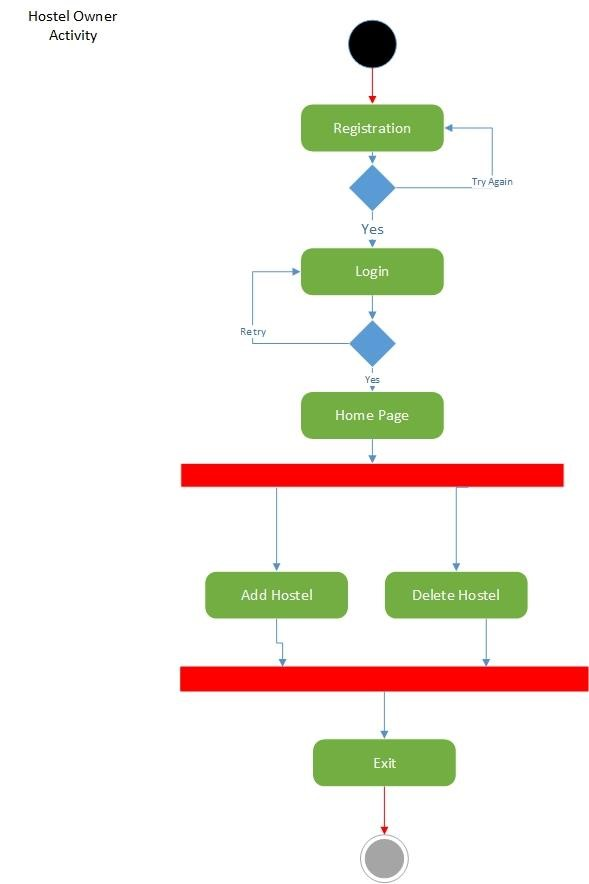 Hostel Owner
Activity
Registration
Try Again
Yes
Login
Retry
Yes
Home Page
Add Hostel
Delete Hostel
Exit